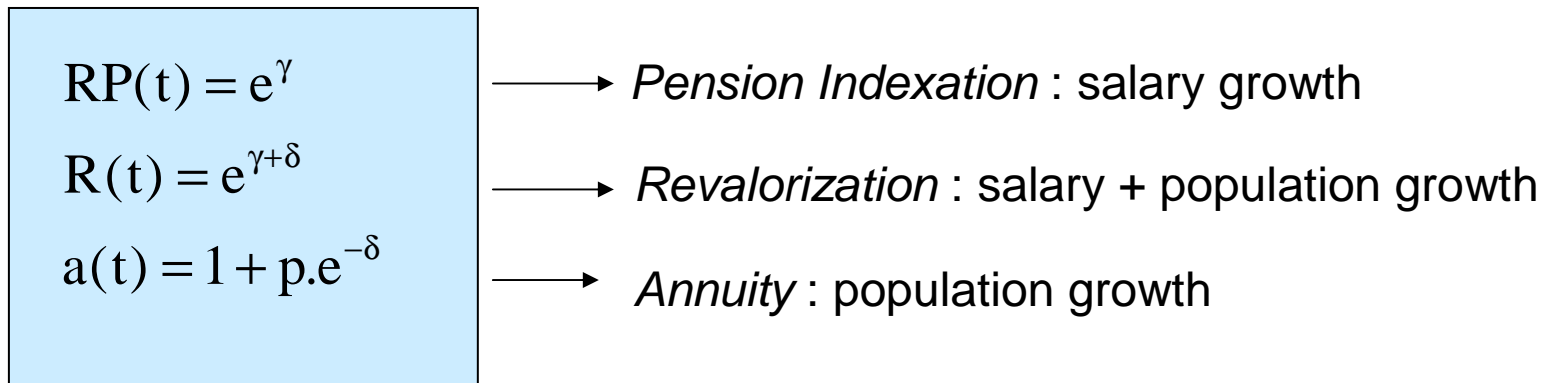 RP(t) = e^γ → Pension Indexation : salary growth
R(t) = e^(γ+δ) → Revalorization : salary + population growth
a(t) = 1 + p.e^(−δ) → Annuity : population growth